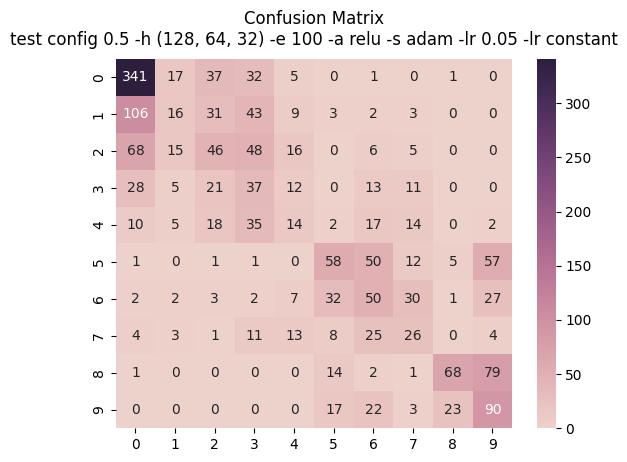 Confusion Matrix
test config 0.5 -h (128, 64, 32) -e 100 -a relu -s adam -lr 0.05 -lr constant
0 341 17 37 32 5 0 1 0 1 0
1 106 16 31 43 9 3 2 3 0 0
2 68 15 46 48 16 0 6 5 0 0
3 28 5 21 37 12 0 13 11 0 0
4 10 5 18 35 14 2 17 14 0 2
5 1 0 1 1 0 58 50 12 5 57
6 2 2 3 2 7 32 50 30 1 27
7 4 3 1 11 13 8 25 26 0 4
8 1 0 0 0 0 14 2 1 68 79
9 0 0 0 0 0 17 22 3 23 90
0 1 2 3 4 5 6 7 8 9
300
250
200
150
100
50
0